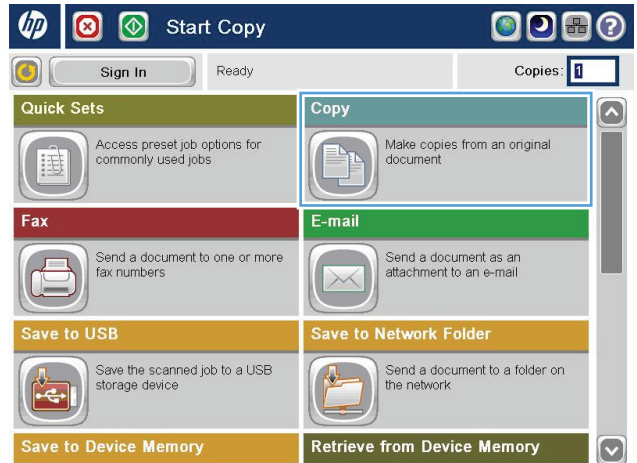 hp
Start Copy
?
Sign In
Ready
Copies: 1
Quick Sets
Access preset job options for
commonly used jobs
Copy
Make copies from an original
document
Fax
Send a document to one or more
fax numbers
E-mail
Send a document as an
attachment to an e-mail
Save to USB
Save the scanned job to a USB
storage device
Save to Network Folder
Send a document to a folder on
the network
Save to Device Memory
Retrieve from Device Memory